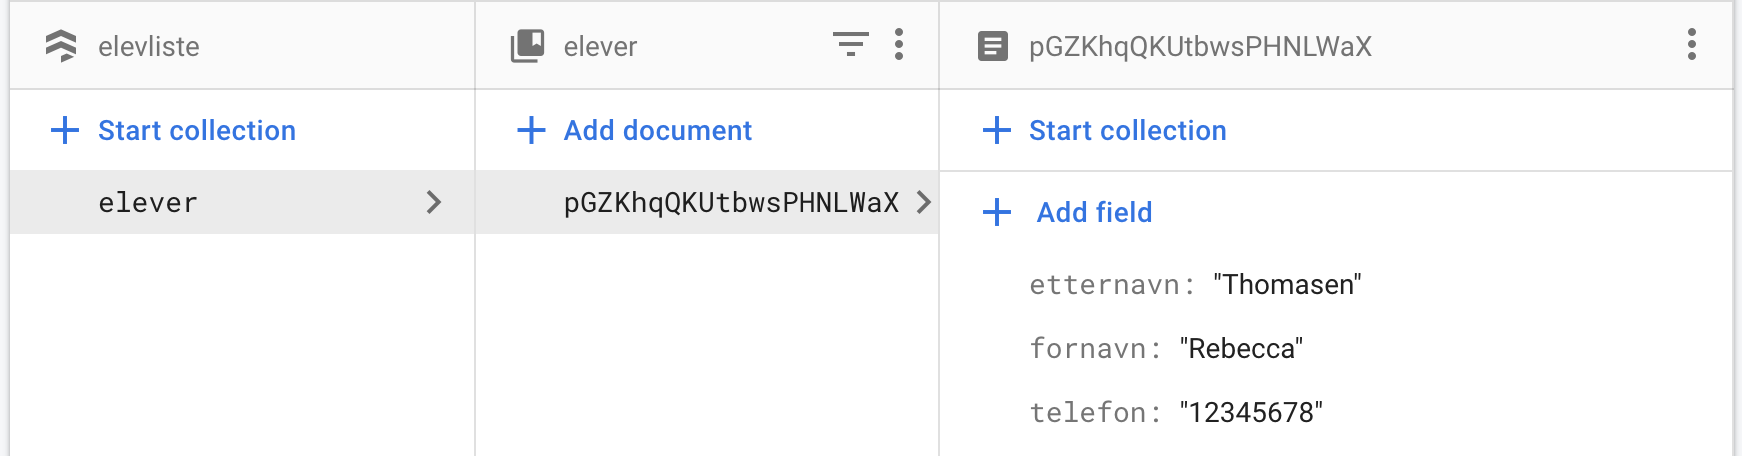 elevliste
elever
pGZKhqQKUtbwsPHNLWaX
Start collection
Add document
Start collection
elever
pGZKhqQKUtbwsPHNLWaX
Add field
etternavn: "Thomasen"
fornavn: "Rebecca"
telefon: "12345678"